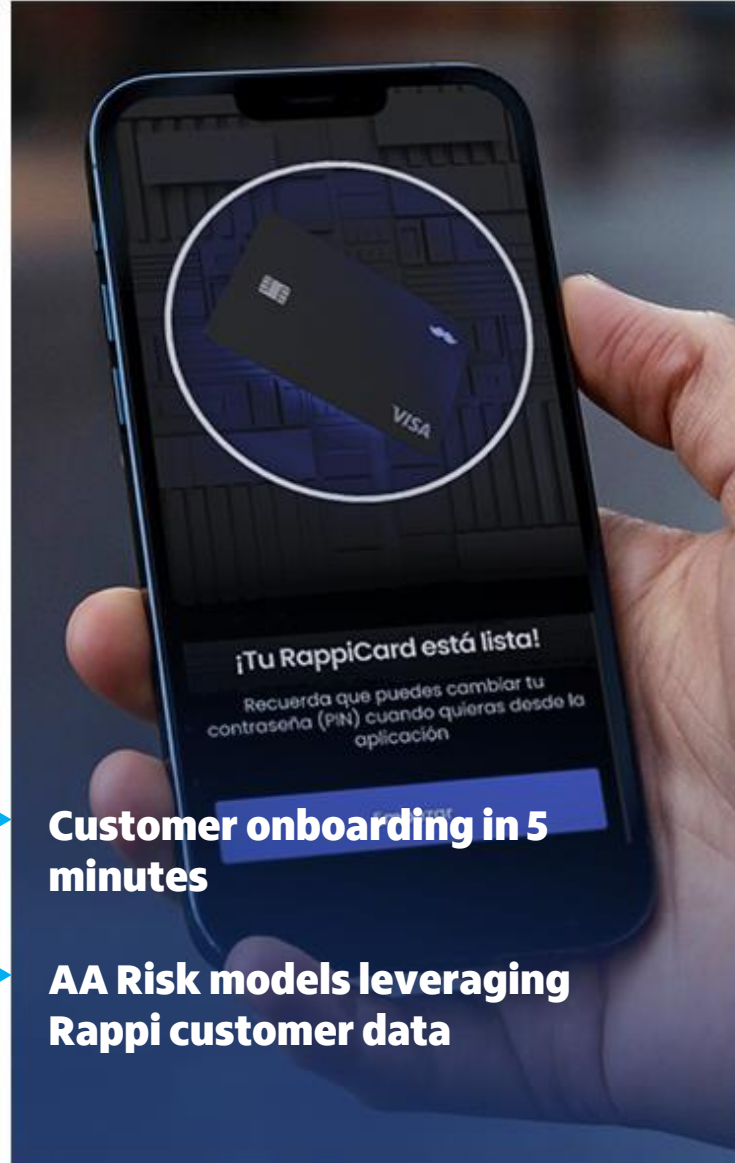 VISA
¡Tu RappiCard está lista!
Recuerda que puedes cambiar tu
contraseña (PIN) cuando quieras desde la
aplicación
Customer onboarding in 5
minutes
AA Risk models leveraging
Rappi customer data